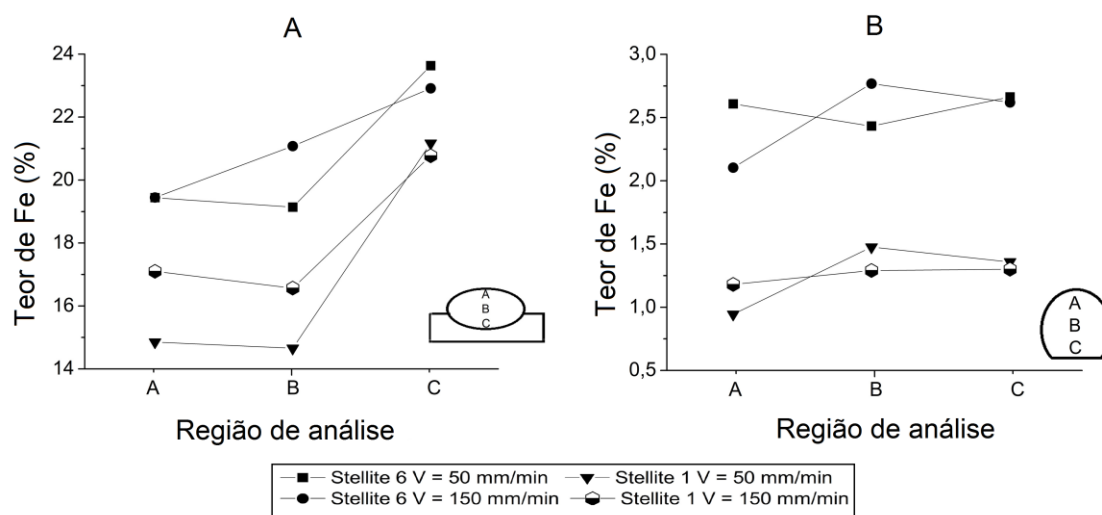 A
Teor de Fe (%)
24
22
20
18
16
14
A B C
Região de análise
A
B
C
B
Teor de Fe (%)
3,0
2,5
2,0
1,5
1,0
0,5
A B C
Região de análise
A
B
C
Stellite 6 V = 50 mm/min Stellite 1 V = 50 mm/min
Stellite 6 V = 150 mm/min Stellite 1 V = 150 mm/min